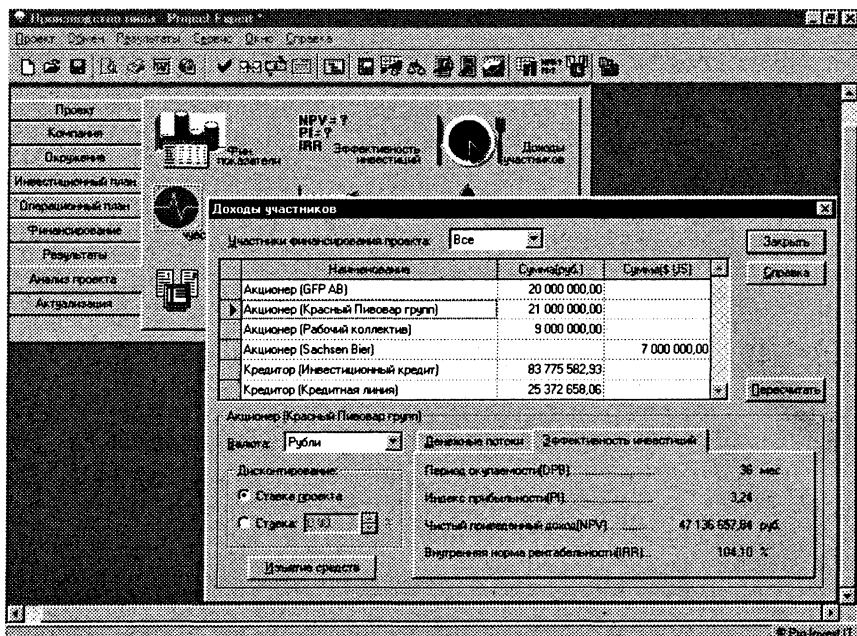 Производство пива - Project Expert *
Проект Обмен Результаты Сервис Окно Справка
Проект
Компания
Окружение
Инвестиционный план
Операционный план
Финансирование
Результаты
Анализ проекта
Актуализация
Фин. показатели
NPV = ?
PI = ?
IRR Эффективность инвестиций
Доходы участников
Доходы участников
Участники финансирования проекта: Все
Закрыть
Справка
Пересчитать
Наименование Сумма(руб.) Сумма($ US)
Акционер (GFP AB) 20 000 000,00
Акционер (Красный Пивовар групп) 21 000 000,00
Акционер (Рабочий коллектив) 9 000 000,00
Акционер (Sachsen Bier) 7 000 000,00
Кредитор (Инвестиционный кредит) 83 775 582,93
Кредитор (Кредитная линия) 25 372 658,06
Акционер (Красный Пивовар групп)
Валюта: Рубли
Денежные потоки Эффективность инвестиций
Дисконтирование:
Ставка проекта
Ставка: %
Изъятие средств
Период окупаемости(DPB) 36 мес.
Индекс прибыльности(PI) 3,24
Чистый приведенный доход(NPV) 47 136 657,84 руб.
Внутренняя норма рентабельности(IRR)... 104,10 %
© Pro-Invest IT